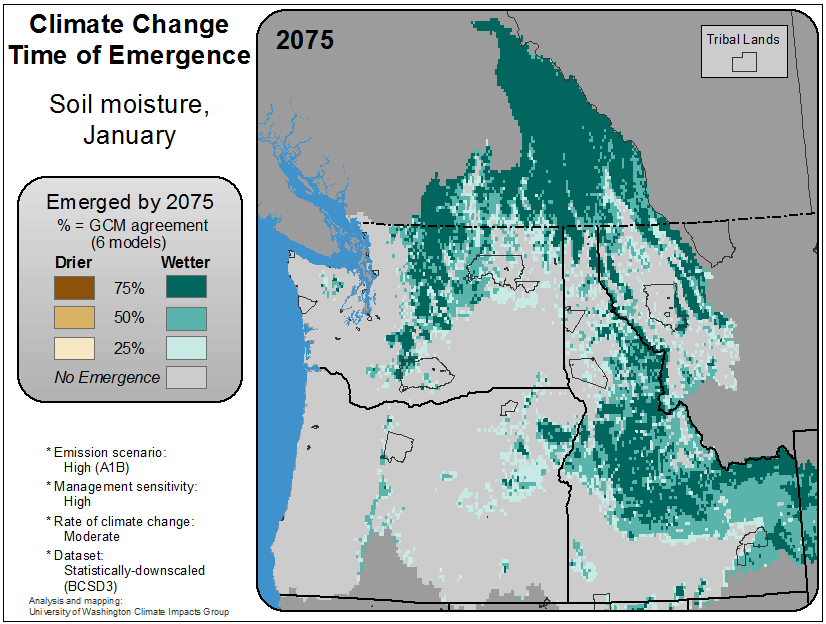 Climate Change
Time of Emergence
Soil moisture,
January
Emerged by 2075
% = GCM agreement
(6 models)
Drier Wetter
75%
50%
25%
No Emergence
* Emission scenario:
High (A1B)
* Management sensitivity:
High
* Rate of climate change:
Moderate
* Dataset:
Statistically-downscaled
(BCSD3)
Analysis and mapping:
University of Washington Climate Impacts Group
2075
Tribal Lands